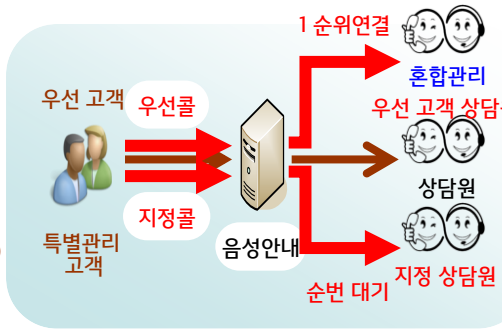 1 순위연결
혼합관리
우선 고객
우선콜
우선 고객 상담
상담원
지정콜
특별관리
고객
음성안내
지정 상담원
순번 대기